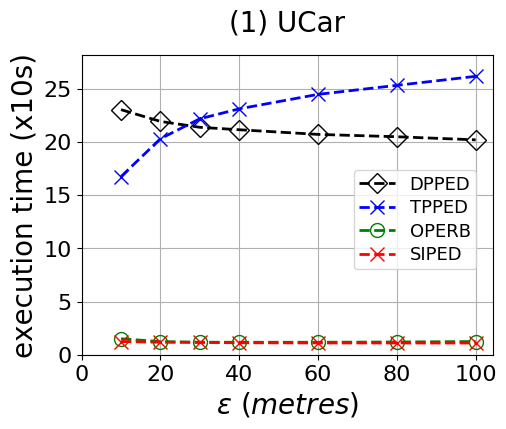 (1) UCar
execution time (x10s)
25
20
15
10
5
0
DPPED
TPPED
OPERB
SIPED
0 20 40 60 80 100
ε (metres)